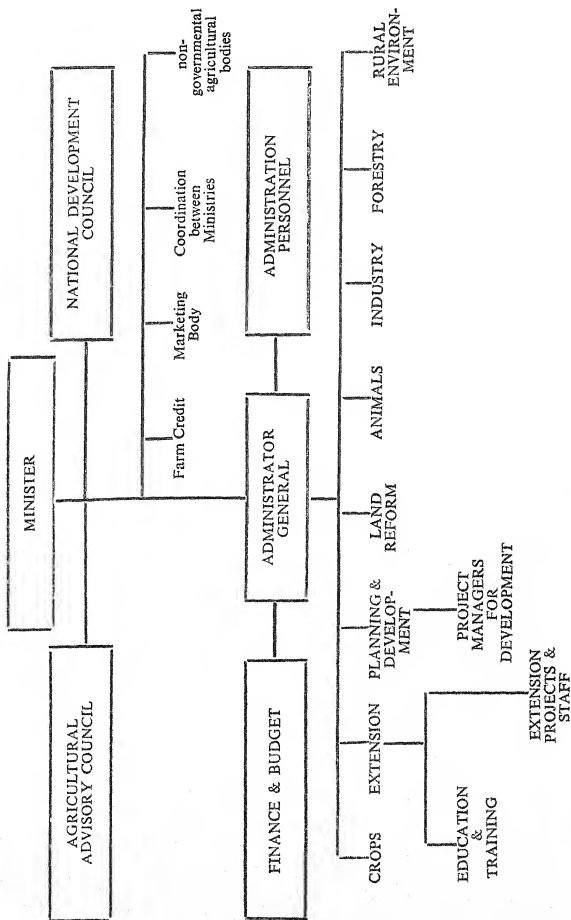 MINISTER
AGRICULTURAL
ADVISORY COUNCIL
NATIONAL DEVELOPMENT
COUNCIL
Farm Credit
Marketing
Body
Coordination
between
Ministries
non-
governmental
agricultural
bodies
FINANCE & BUDGET
ADMINISTRATOR
GENERAL
ADMINISTRATION
PERSONNEL
CROPS
EXTENSION
PLANNING &
DEVELOP-
MENT
LAND
REFORM
ANIMALS
INDUSTRY
FORESTRY
RURAL
ENVIRON-
MENT
EDUCATION
&
TRAINING
EXTENSION
PROJECTS &
STAFF
PROJECT
MANAGERS
FOR
DEVELOPMENT